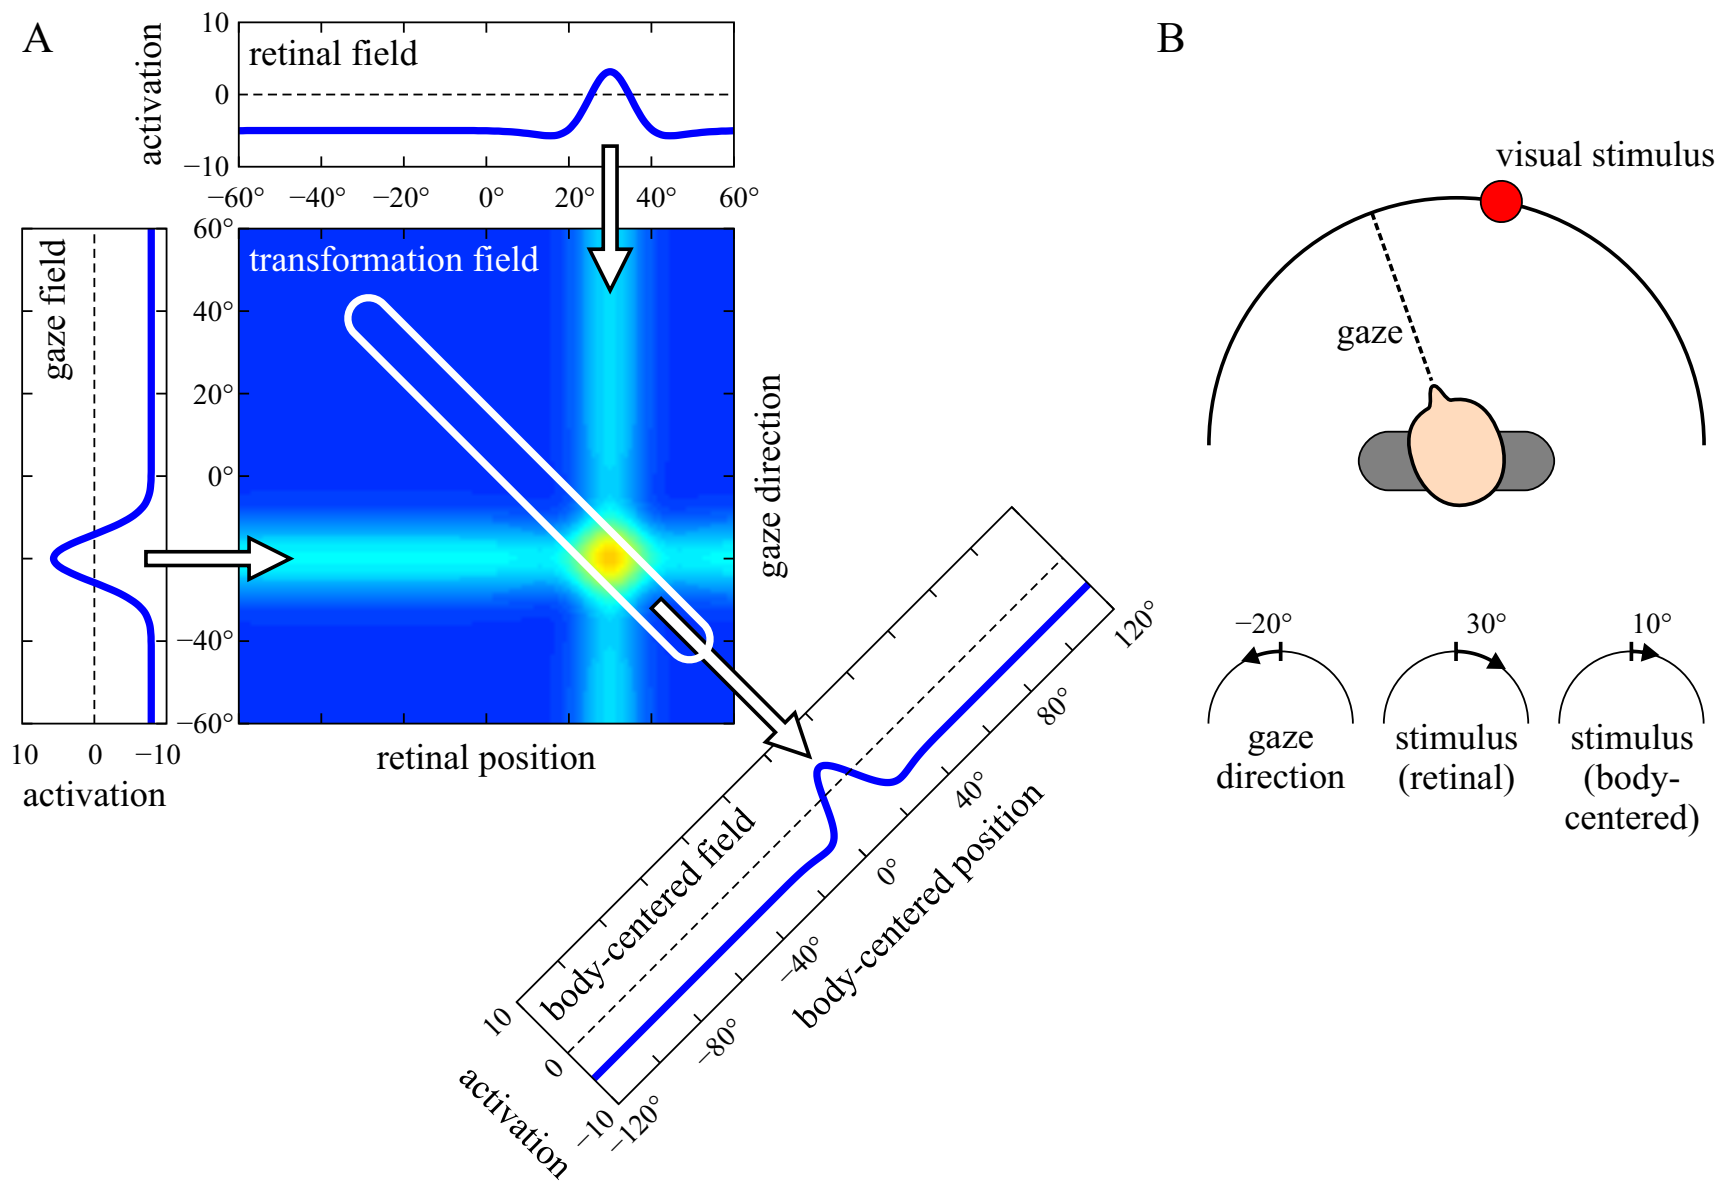 A
activation
10
0
−10
retinal field
−60°
−40°
−20°
0°
20°
40°
60°
gaze field
10
0
−10
activation
transformation field
60°
40°
20°
0°
−40°
−60°
retinal position
gaze direction
body-centered field
10
0
−10
activation
−120°
−80°
−40°
0°
40°
80°
120°
body-centered position
B
visual stimulus
gaze
−20°
gaze
direction
30°
stimulus
(retinal)
10°
stimulus
(body-
centered)